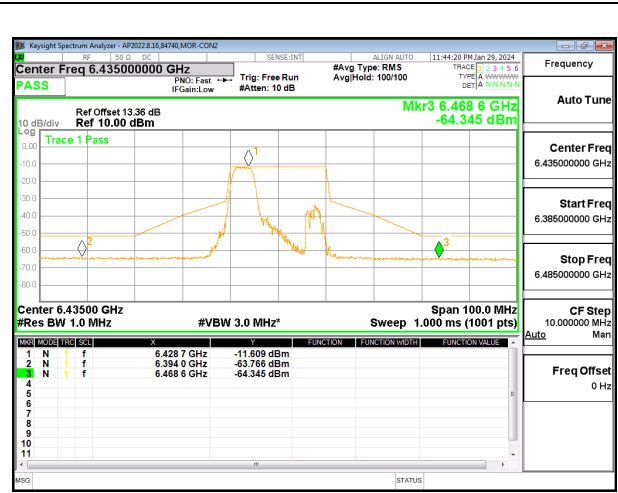 Keysight Spectrum Analyzer - AP2022.8.16,84740,MOR-CON2
RF 50 Ω DC SENSE:INT ALIGN AUTO 11:44:20 PM Jan 29, 2024
Center Freq 6.435000000 GHz
PASS
PNO: Fast
IFGain:Low
Trig: Free Run
#Atten: 10 dB
#Avg Type: RMS
Avg|Hold: 100/100
TRACE 1 2 3 4 5 6
TYPE A WWWWW
DET A N N N N N
Ref Offset 13.36 dB
10 dB/div Ref 10.00 dBm
Mkr3 6.468 6 GHz
-64.345 dBm
Log
Trace 1 Pass
0.00
-10.0
-20.0
-30.0
-40.0
-50.0
-60.0
-70.0
-80.0
1
2
3
Center 6.43500 GHz Span 100.0 MHz
#Res BW 1.0 MHz #VBW 3.0 MHz* Sweep 1.000 ms (1001 pts)
MKR MODE TRC SCL X Y FUNCTION FUNCTION WIDTH FUNCTION VALUE
1 N 1 f 6.428 7 GHz -11.609 dBm
2 N 1 f 6.394 0 GHz -63.766 dBm
3 N 1 f 6.468 6 GHz -64.345 dBm
4
5
6
7
8
9
10
11
MSG STATUS
Frequency
Auto Tune
Center Freq
6.435000000 GHz
Start Freq
6.385000000 GHz
Stop Freq
6.485000000 GHz
CF Step
10.000000 MHz
Auto Man
Freq Offset
0 Hz